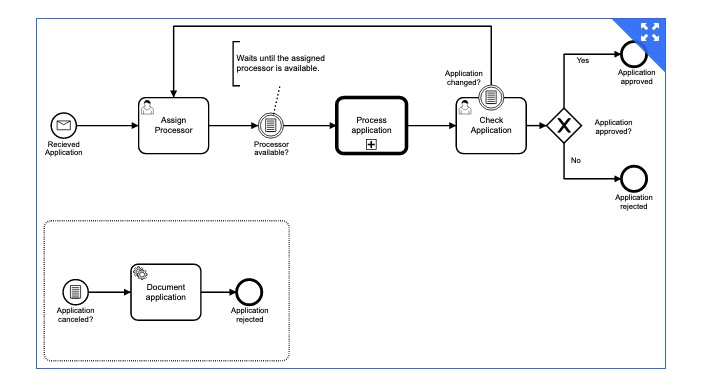 Waits until the assigned
processor is available.
Application
changed?
Yes
Application
approved
Recieved
Application
Assign
Processor
Processor
available?
Process
application
Check
Application
Application
approved?
No
Application
rejected
Application
canceled?
Document
application
Application
rejected